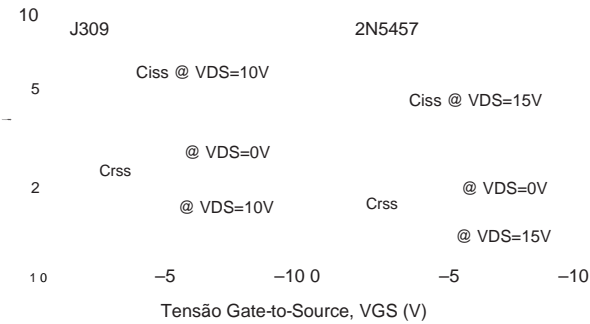 10
J309 2N5457
Ciss @ VDS=10V
5
Ciss @ VDS=15V
@ VDS=0V
Crss
2
@ VDS=0V
@ VDS=10V
Crss
@ VDS=15V
1 0 –5 –10 0 –5 –10
Tensão Gate-to-Source, VGS (V)